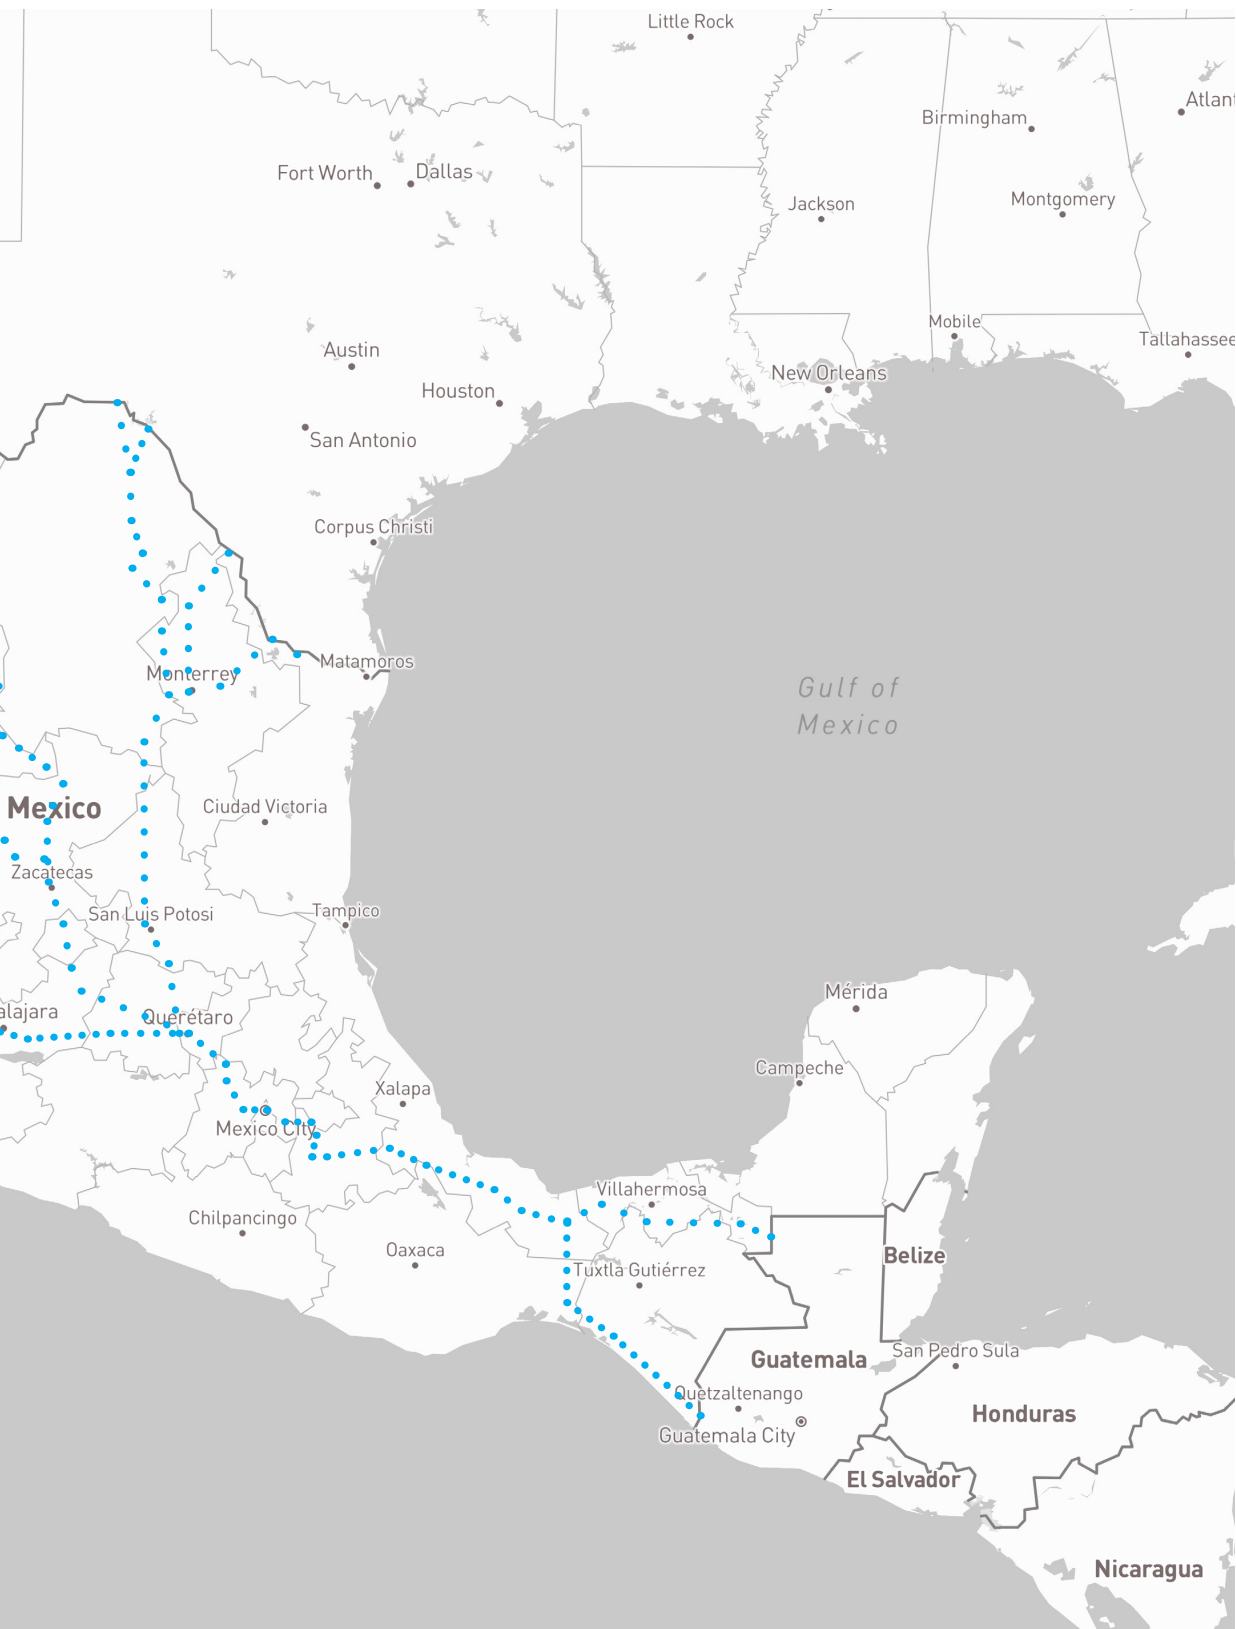 Little Rock
Atlan
Birmingham
Fort Worth
Dallas
Jackson
Montgomery
Mobile
Tallahassee
Austin
New Orleans
Houston
San Antonio
Corpus Christi
Matamoros
Monterrey
Gulf of
Mexico
Mexico
Ciudad Victoria
Zacatecas
San Luis Potosi
Tampico
Mérida
alajara
Querétaro
Campeche
Xalapa
Mexico City
Villahermosa
Chilpancingo
Oaxaca
Belize
Tuxtla Gutiérrez
San Pedro Sula
Guatemala
Quetzaltenango
Honduras
Guatemala City
El Salvador
Nicaragua